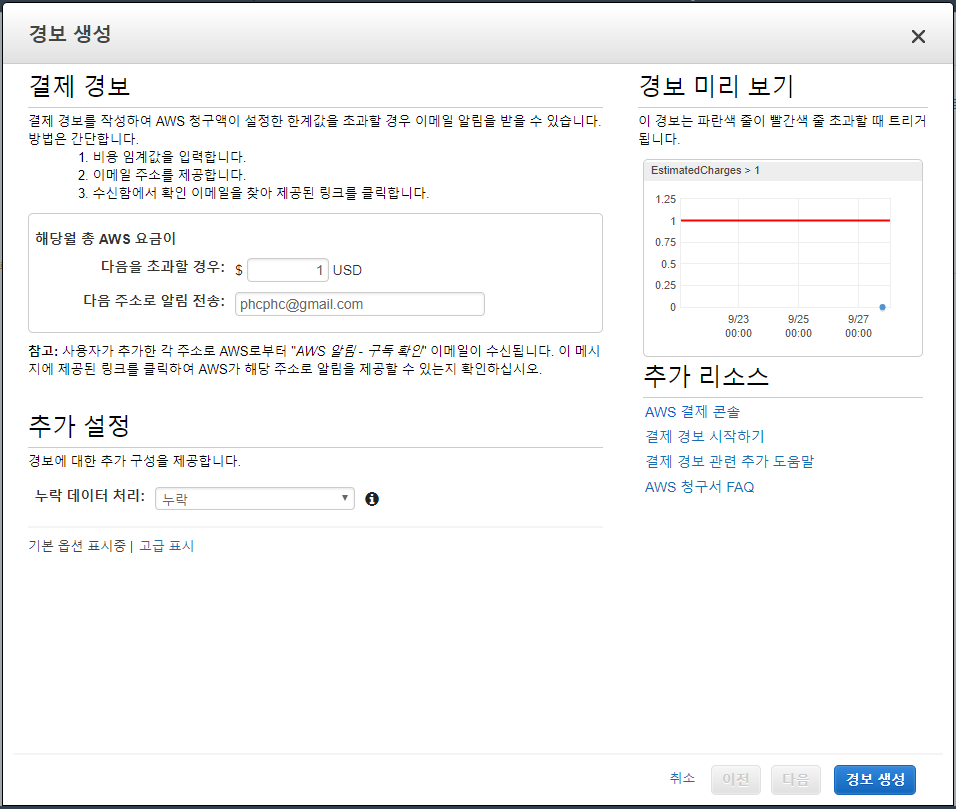 경보 생성
결제 경보
결제 경보를 작성하여 AWS 청구액이 설정한 한계값을 초과할 경우 이메일 알림을 받을 수 있습니다.
방법은 간단합니다.
1. 비용 임계값을 입력합니다.
2. 이메일 주소를 제공합니다.
3. 수신함에서 확인 이메일을 찾아 제공된 링크를 클릭합니다.
해당월 총 AWS 요금이
다음을 초과할 경우: $ 1 USD
다음 주소로 알림 전송: phcphc@gmail.com
참고: 사용자가 추가한 각 주소로 AWS로부터 "AWS 알림 - 구독 확인" 이메일이 수신됩니다. 이 메시
지에 제공된 링크를 클릭하여 AWS가 해당 주소로 알림을 제공할 수 있는지 확인하십시오.
추가 설정
경보에 대한 추가 구성을 제공합니다.
누락 데이터 처리: 누락
기본 옵션 표시중 | 고급 표시
경보 미리 보기
이 경보는 파란색 줄이 빨간색 줄 초과할 때 트리거
됩니다.
EstimatedCharges > 1
1.25
1
0.75
0.5
0.25
0
9/23 9/25 9/27
00:00 00:00 00:00
추가 리소스
AWS 결제 콘솔
결제 경보 시작하기
결제 경보 관련 추가 도움말
AWS 청구서 FAQ
취소 이전 다음 경보 생성